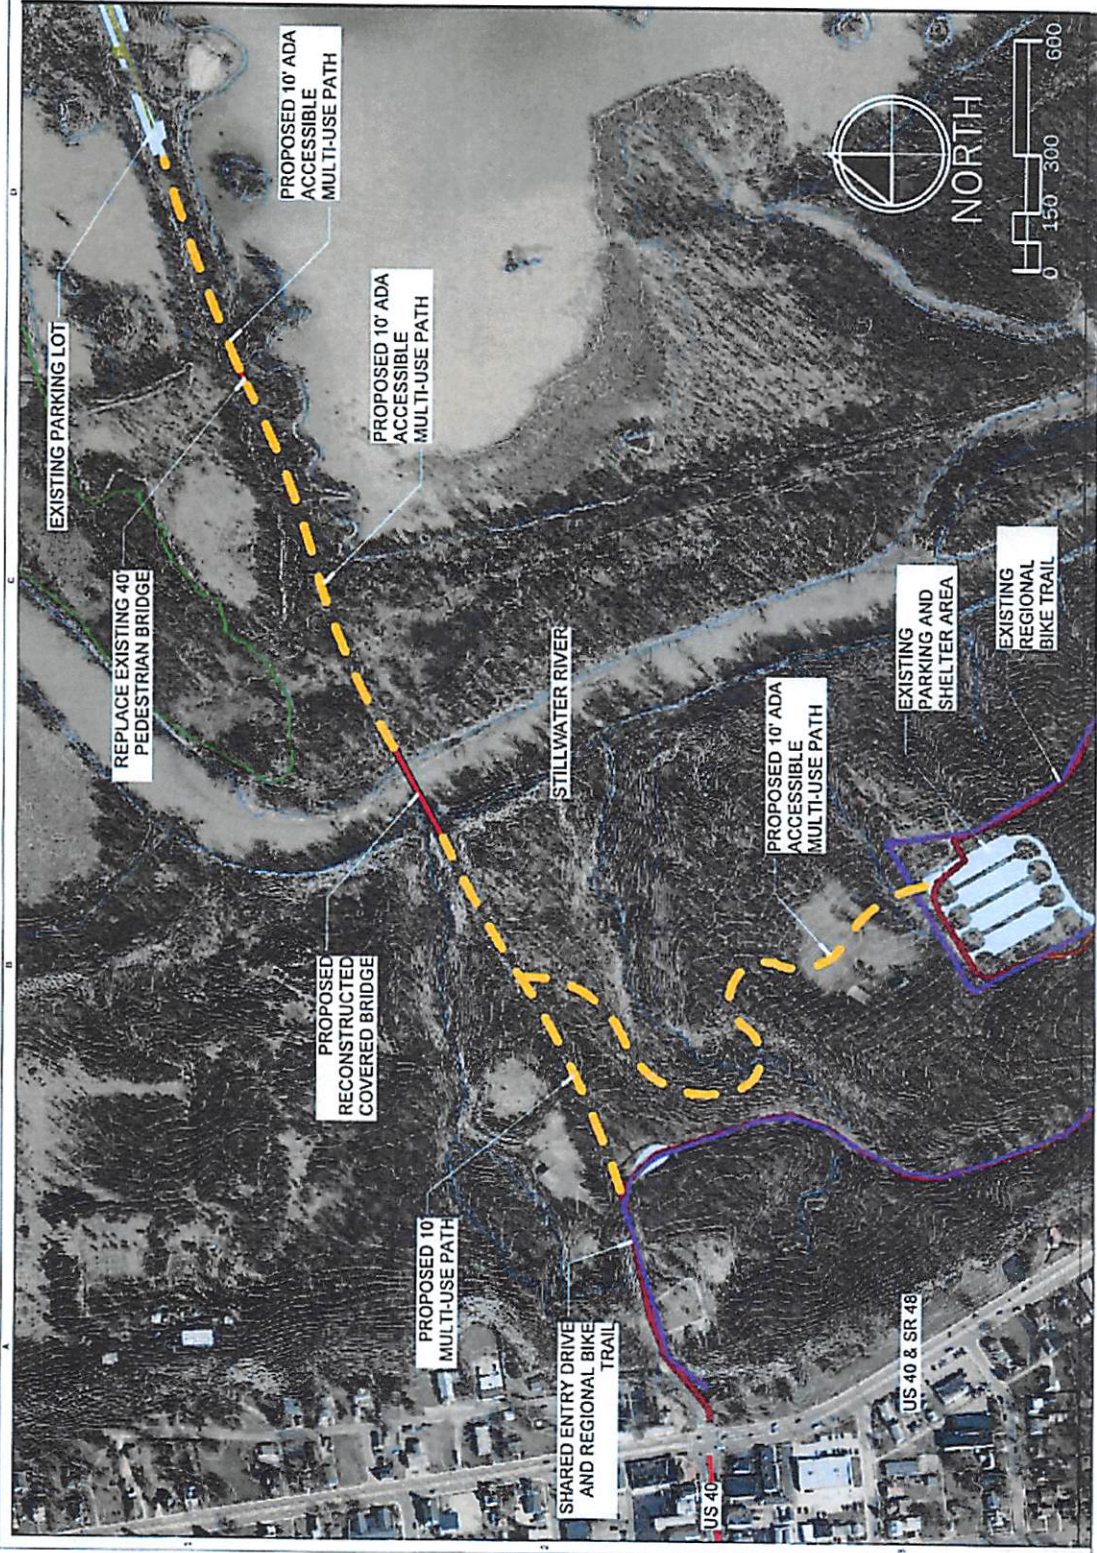 EXISTING PARKING LOT
PROPOSED 10' ADA
ACCESSIBLE
MULTI-USE PATH
REPLACE EXISTING 40'
PEDESTRIAN BRIDGE
PROPOSED 10' ADA
ACCESSIBLE
MULTI-USE PATH
PROPOSED
RECONSTRUCTED
COVERED BRIDGE
STILLWATER RIVER
PROPOSED 10'
MULTI-USE PATH
SHARED ENTRY DRIVE
AND REGIONAL BIKE
TRAIL
PROPOSED 10' ADA
ACCESSIBLE
MULTI-USE PATH
EXISTING
PARKING AND
SHELTER AREA
EXISTING
REGIONAL
BIKE TRAIL
US 40
US 40 & SR 48
NORTH
0 150 300 600
A
B
C
D
1
2
3